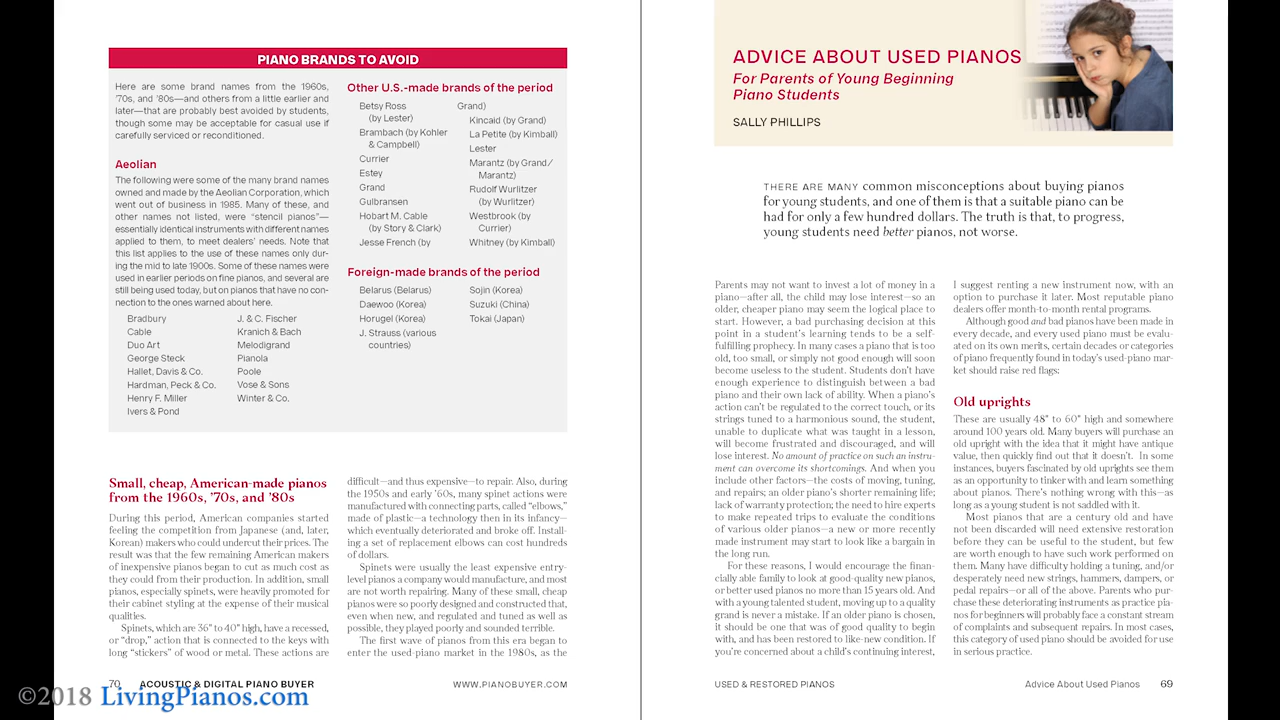 PIANO BRANDS TO AVOID
Here are some brand names from the 1960s,
'70s, and '80s—and others from a little earlier and
later—that are probably best avoided by students,
though some may be acceptable for casual use if
carefully serviced or reconditioned.
Aeolian
The following were some of the many brand names
owned and made by the Aeolian Corporation, which
went out of business in 1985. Many of these, and
other names not listed, were “stencil pianos”—
essentially identical instruments with different names
applied to them, to meet dealers' needs. Note that
this list applies to the use of these names only dur-
ing the mid to late 1900s. Some of these names were
used in earlier periods on fine pianos, and several are
still being used today, but on pianos that have no con-
nection to the ones warned about here.
Bradbury
Cable
Duo Art
George Steck
Hallet, Davis & Co.
Hardman, Peck & Co.
Henry F. Miller
Ivers & Pond
J. & C. Fischer
Kranich & Bach
Melodigrand
Pianola
Poole
Vose & Sons
Winter & Co.
Other U.S.-made brands of the period
Betsy Ross
(by Lester)
Brambach (by Kohler
& Campbell)
Currier
Estey
Grand
Gulbransen
Hobart M. Cable
(by Story & Clark)
Jesse French (by
Grand)
Kincaid (by Grand)
La Petite (by Kimball)
Lester
Marantz (by Grand/
Marantz)
Rudolf Wurlitzer
(by Wurlitzer)
Westbrook (by
Currier)
Whitney (by Kimball)
Foreign-made brands of the period
Belarus (Belarus)
Daewoo (Korea)
Horugel (Korea)
J. Strauss (various
countries)
Sojin (Korea)
Suzuki (China)
Tokai (Japan)
Small, cheap, American-made pianos
from the 1960s, '70s, and '80s
During this period, American companies started
feeling the competition from Japanese (and, later,
Korean) makers who could undercut their prices. The
result was that the few remaining American makers
of inexpensive pianos began to cut as much cost as
they could from their production. In addition, small
pianos, especially spinets, were heavily promoted for
their cabinet styling at the expense of their musical
qualities.
Spinets, which are 36" to 40" high, have a recessed,
or “drop,” action that is connected to the keys with
long “stickers” of wood or metal. These actions are
difficult—and thus expensive—to repair. Also, during
the 1950s and early '60s, many spinet actions were
manufactured with connecting parts, called “elbows,”
made of plastic—a technology then in its infancy—
which eventually deteriorated and broke off. Install-
ing a set of replacement elbows can cost hundreds
of dollars.
Spinets were usually the least expensive entry-
level pianos a company would manufacture, and most
are not worth repairing. Many of these small, cheap
pianos were so poorly designed and constructed that,
even when new, and regulated and tuned as well as
possible, they played poorly and sounded terrible.
The first wave of pianos from this era began to
enter the used-piano market in the 1980s, as the
70 ACOUSTIC & DIGITAL PIANO BUYER
WWW.PIANOBUYER.COM
©2018 LivingPianos.com
ADVICE ABOUT USED PIANOS
For Parents of Young Beginning
Piano Students
SALLY PHILLIPS
THERE ARE MANY common misconceptions about buying pianos
for young students, and one of them is that a suitable piano can be
had for only a few hundred dollars. The truth is that, to progress,
young students need better pianos, not worse.
Parents may not want to invest a lot of money in a
piano—after all, the child may lose interest—so an
older, cheaper piano may seem the logical place to
start. However, a bad purchasing decision at this
point in a student's learning tends to be a self-
fulfilling prophecy. In many cases a piano that is too
old, too small, or simply not good enough will soon
become useless to the student. Students don't have
enough experience to distinguish between a bad
piano and their own lack of ability. When a piano's
action can't be regulated to the correct touch, or its
strings tuned to a harmonious sound, the student,
unable to duplicate what was taught in a lesson,
will become frustrated and discouraged, and will
lose interest. No amount of practice on such an instru-
ment can overcome its shortcomings. And when you
include other factors—the costs of moving, tuning,
and repairs; an older piano's shorter remaining life;
lack of warranty protection; the need to hire experts
to make repeated trips to evaluate the conditions
of various older pianos—a new or more recently
made instrument may start to look like a bargain in
the long run.
For these reasons, I would encourage the finan-
cially able family to look at good-quality new pianos,
or better used pianos no more than 15 years old. And
with a young talented student, moving up to a quality
grand is never a mistake. If an older piano is chosen,
it should be one that was of good quality to begin
with, and has been restored to like-new condition. If
you're concerned about a child's continuing interest,
I suggest renting a new instrument now, with an
option to purchase it later. Most reputable piano
dealers offer month-to-month rental programs.
Although good and bad pianos have been made in
every decade, and every used piano must be evalu-
ated on its own merits, certain decades or categories
of piano frequently found in today's used-piano mar-
ket should raise red flags:
Old uprights
These are usually 48" to 60" high and somewhere
around 100 years old. Many buyers will purchase an
old upright with the idea that it might have antique
value, then quickly find out that it doesn't. In some
instances, buyers fascinated by old uprights see them
as an opportunity to tinker with and learn something
about pianos. There's nothing wrong with this—as
long as a young student is not saddled with it.
Most pianos that are a century old and have
not been discarded will need extensive restoration
before they can be useful to the student, but few
are worth enough to have such work performed on
them. Many have difficulty holding a tuning, and/or
desperately need new strings, hammers, dampers, or
pedal repairs—or all of the above. Parents who pur-
chase these deteriorating instruments as practice pia-
nos for beginners will probably face a constant stream
of complaints and subsequent repairs. In most cases,
this category of used piano should be avoided for use
in serious practice.
USED & RESTORED PIANOS
Advice About Used Pianos 69